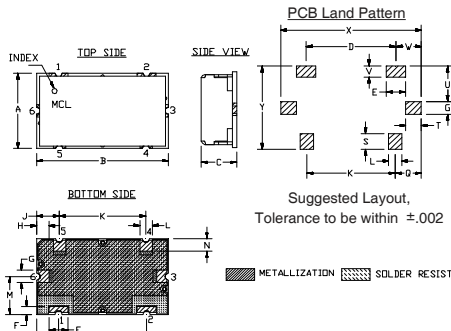 PCB Land Pattern
TOP SIDE
SIDE VIEW
INDEX
1
2
MCL
6
3
5
4
A
B
C
X
D
W
V
E
U
G
T
Y
S
L
K
Q
Suggested Layout,
Tolerance to be within ±.002
BOTTOM SIDE
J
K
H
5
4
L
N
G
6
3
M
F
1
2
E
METALLIZATION
SOLDER RESIST